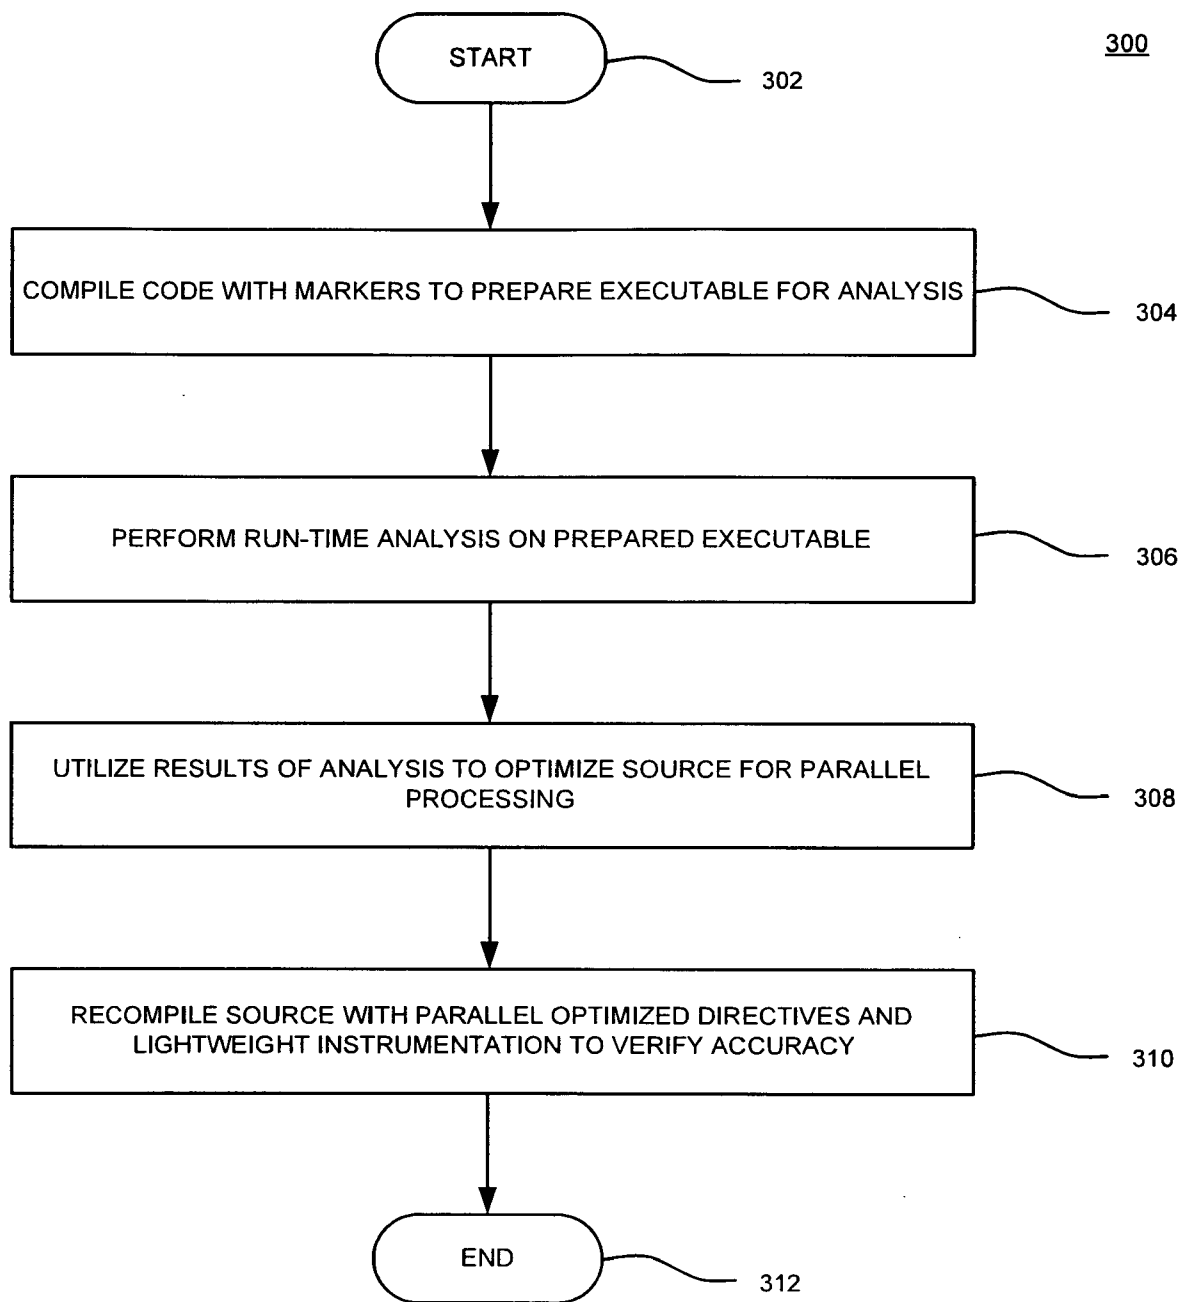 300
START
302
COMPILE CODE WITH MARKERS TO PREPARE EXECUTABLE FOR ANALYSIS
304
PERFORM RUN-TIME ANALYSIS ON PREPARED EXECUTABLE
306
UTILIZE RESULTS OF ANALYSIS TO OPTIMIZE SOURCE FOR PARALLEL
PROCESSING
308
RECOMPILE SOURCE WITH PARALLEL OPTIMIZED DIRECTIVES AND
LIGHTWEIGHT INSTRUMENTATION TO VERIFY ACCURACY
310
END
312